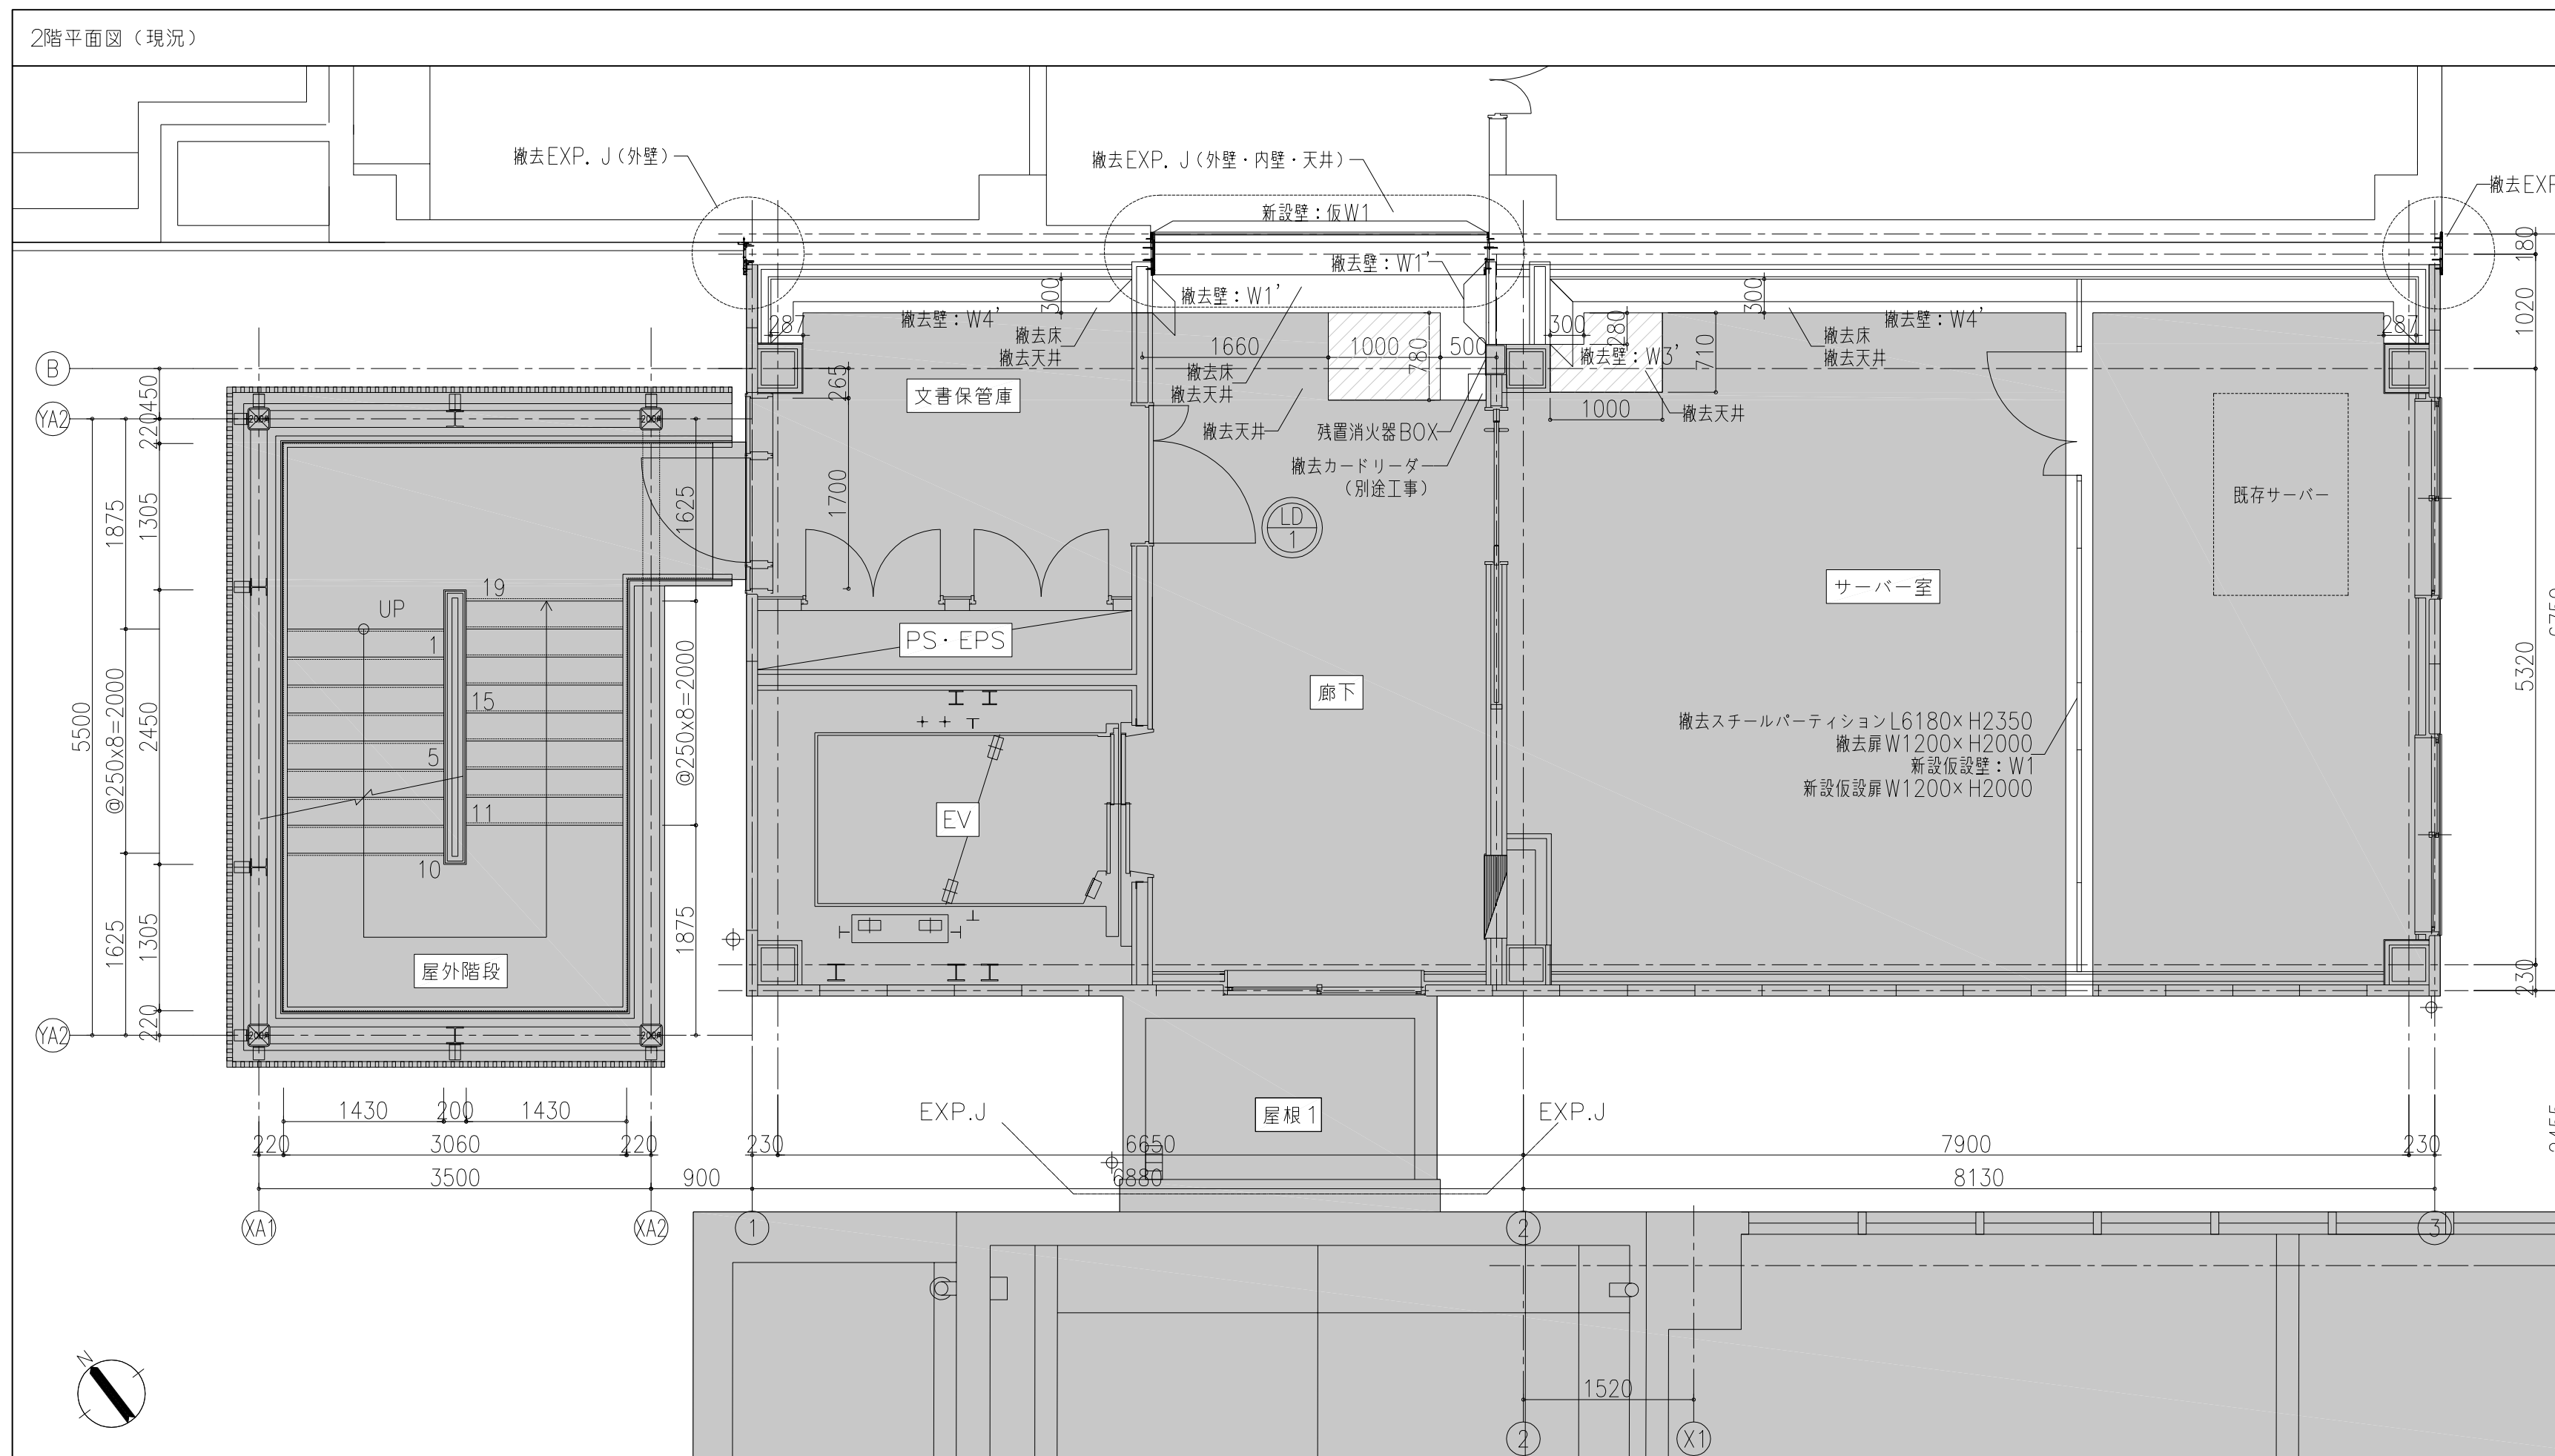 2階平面図（現況）
撤去EXP．J（外壁）
撤去EXP．J（外壁・内壁・天井）
撤去EXP
新設壁：仮W1
撤去壁：W1’
撤去壁：W1’
180
1020
300
300
287
撤去壁：W4’
撤去床
撤去天井
1660
1000
780
500
300
280
撤去壁：W3’
710
撤去床
撤去天井
撤去壁：W4’
287
B
YA2
450
220
265
文書保管庫
撤去床
撤去天井
撤去天井
残置消火器BOX
撤去カードリーダー
（別途工事）
1000
撤去天井
200
200
1875
1305
1625
1700
LD
1
既存サーバー
サーバー室
19
UP
1
15
5
11
10
PS・EPS
廊下
EV
5500
@250x8=2000
2450
@250x8=2000
撤去スチールパーティションL6180×H2350
撤去扉W1200×H2000
新設仮設壁：W1
新設仮設扉W1200×H2000
5320
1625
1305
1875
屋外階段
220
YA2
200
200
230
1430
200
1430
EXP.J
屋根1
EXP.J
220
3060
220
230
6650
7900
230
3500
900
6880
8130
XA1
XA2
1
2
3
N
1520
2
X1